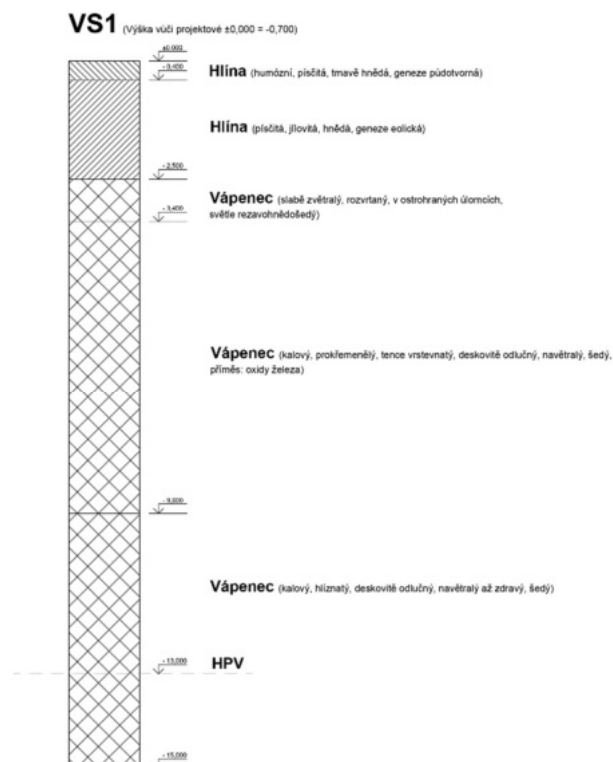 VS1 (Výška vůči projektové ±0,000 = -0,700)
±0,000
-0,400
Hlína (humózní, písčitá, tmavě hnědá, geneze půdotvorná)
Hlína (písčitá, jílovitá, hnědá, geneze eolická)
-2,500
Vápenec (slabě zvětralý, rozvrtaný, v ostrohraných úlomcích,
světle rezavohnědošedý)
-3,400
Vápenec (kalový, prokřemenělý, tence vrstevnatý, deskovitě odlučný, navětralý, šedý,
příměs: oxidy železa)
-9,600
Vápenec (kalový, hlíznatý, deskovitě odlučný, navětralý až zdravý, šedý)
-13,000
HPV
-15,000